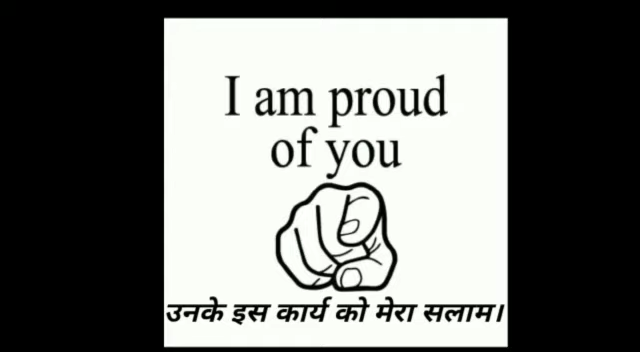 I am proud
of you
उनके इस कार्य को मेरा सलाम।